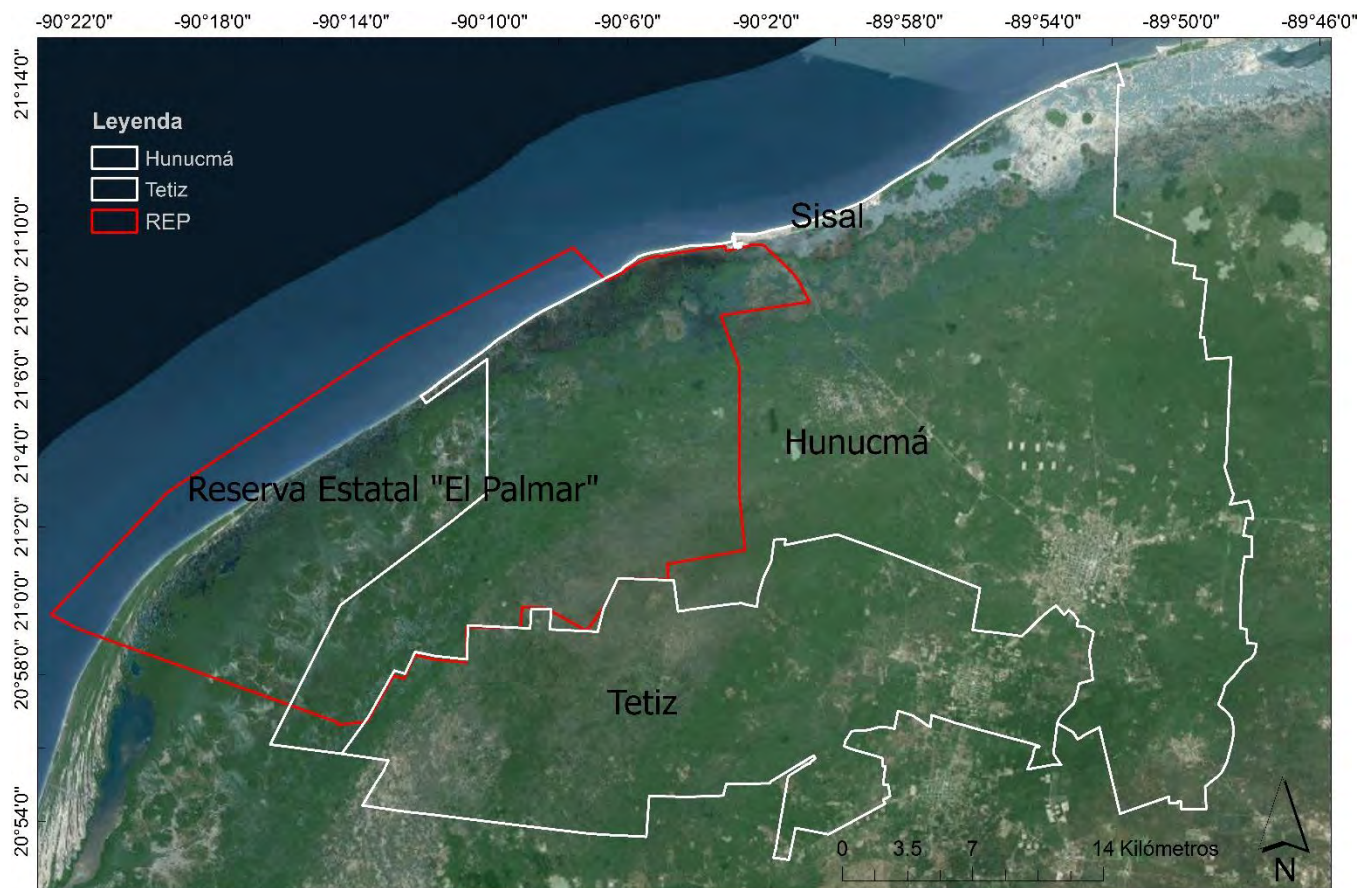 -90°22'0" -90°18'0" -90°14'0" -90°10'0" -90°6'0" -90°2'0" -89°58'0" -89°54'0" -89°50'0" -89°46'0"
21°14'0"
21°10'0"
21°8'0"
21°6'0"
21°4'0"
21°2'0"
21°0'0"
20°58'0"
20°54'0"
Leyenda
Hunucmá
Tetiz
REP
Sisal
Hunucmá
Reserva Estatal "El Palmar"
Tetiz
0 3.5 7 14 Kilómetros
N